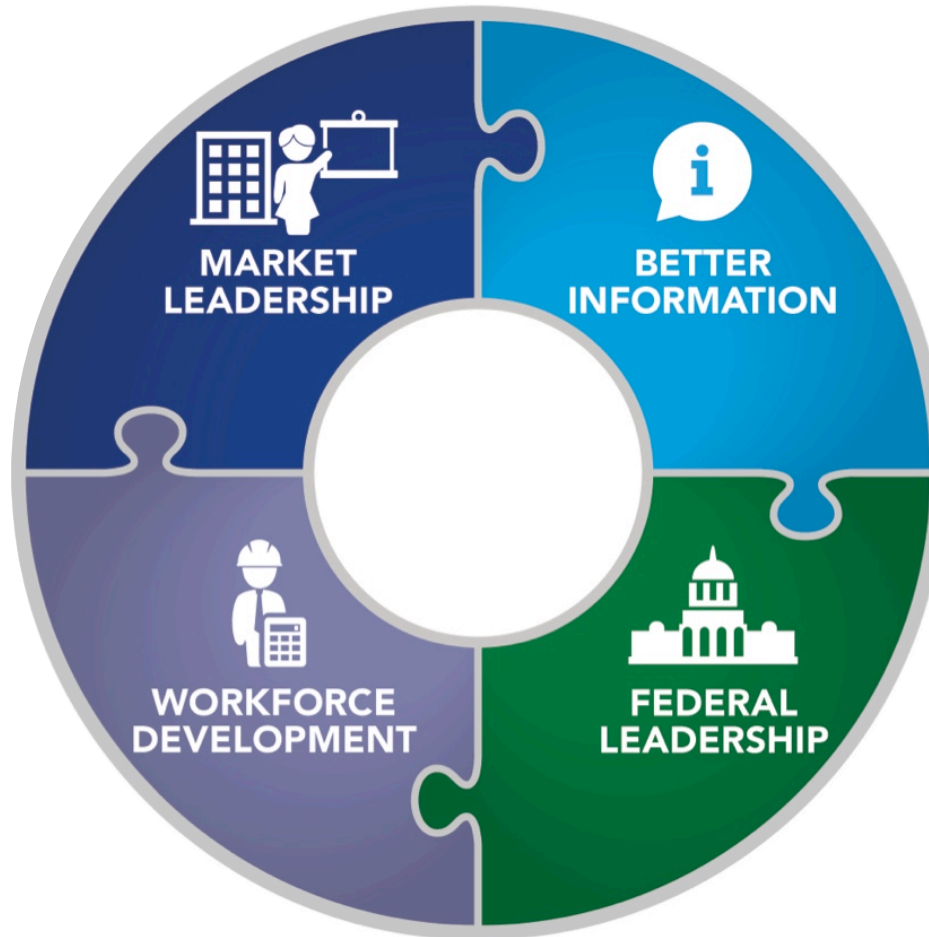 MARKET
LEADERSHIP
BETTER
INFORMATION
WORKFORCE
DEVELOPMENT
FEDERAL
LEADERSHIP